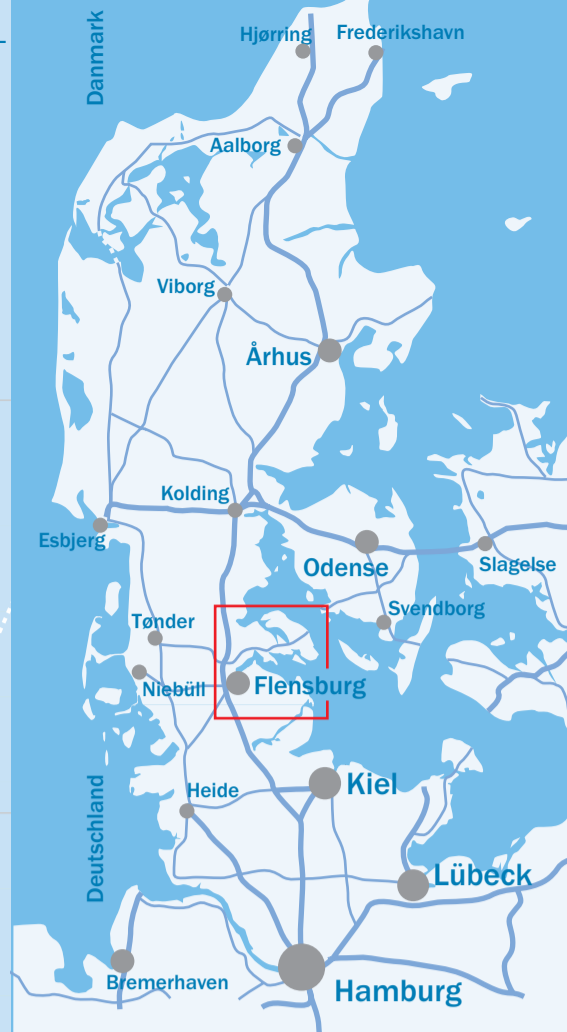 Danmark
Hjørring
Frederikshavn
Aalborg
Viborg
Århus
Kolding
Esbjerg
Odense
Slagelse
Svendborg
Tønder
Niebüll
Flensburg
Deutschland
Heide
Kiel
Lübeck
Bremerhaven
Hamburg